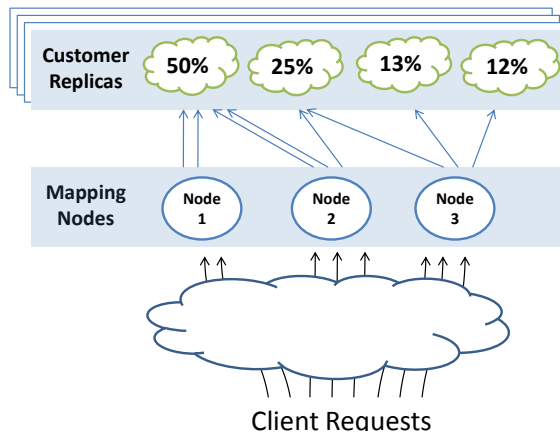 Customer
Replicas
50%
25%
13%
12%
Mapping
Nodes
Node
1
Node
2
Node
3
Client Requests